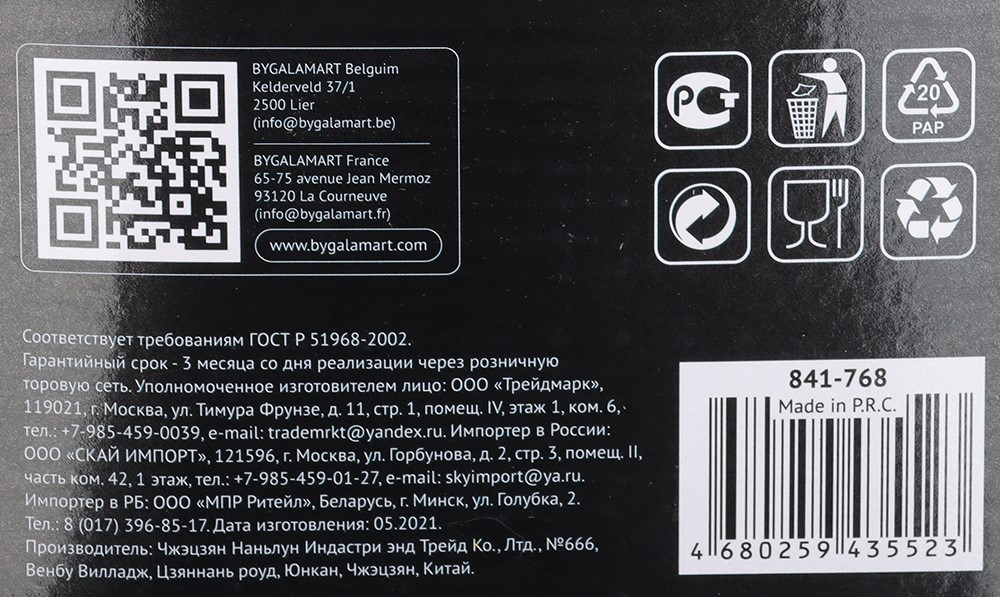 BYGALAMART Belguim
Kelderveld 37/1
2500 Lier
(info@bygalamart.be)
BYGALAMART France
65-75 avenue Jean Mermoz
93120 La Courneuve
(info@bygalamart.fr)
www.bygalamart.com
РСТ
20
PAP
Соответствует требованиям ГОСТ Р 51968-2002.
Гарантийный срок - 3 месяца со дня реализации через розничную
торовую сеть. Уполномоченное изготовителем лицо: ООО «Трейдмарк»,
119021, г. Москва, ул. Тимура Фрунзе, д. 11, стр. 1, помещ. IV, этаж 1, ком. 6,
тел.: +7-985-459-0039, e-mail: trademrkt@yandex.ru. Импортер в России:
ООО «СКАЙ ИМПОРТ», 121596, г. Москва, ул. Горбунова, д. 2, стр. 3, помещ. II,
часть ком. 42, 1 этаж, тел.: +7-985-459-01-27, e-mail: skyimport@ya.ru.
Импортер в РБ: ООО «МПР Ритейл», Беларусь, г. Минск, ул. Голубка, 2.
Тел.: 8 (017) 396-85-17. Дата изготовления: 05.2021.
Производитель: Чжэцзян Наньлун Индастри энд Трейд Ко., Лтд., №666,
Венбу Вилладж, Цзяннань роуд, Юнкан, Чжэцзян, Китай.
841-768
Made in P.R.C.
4 680259 435523